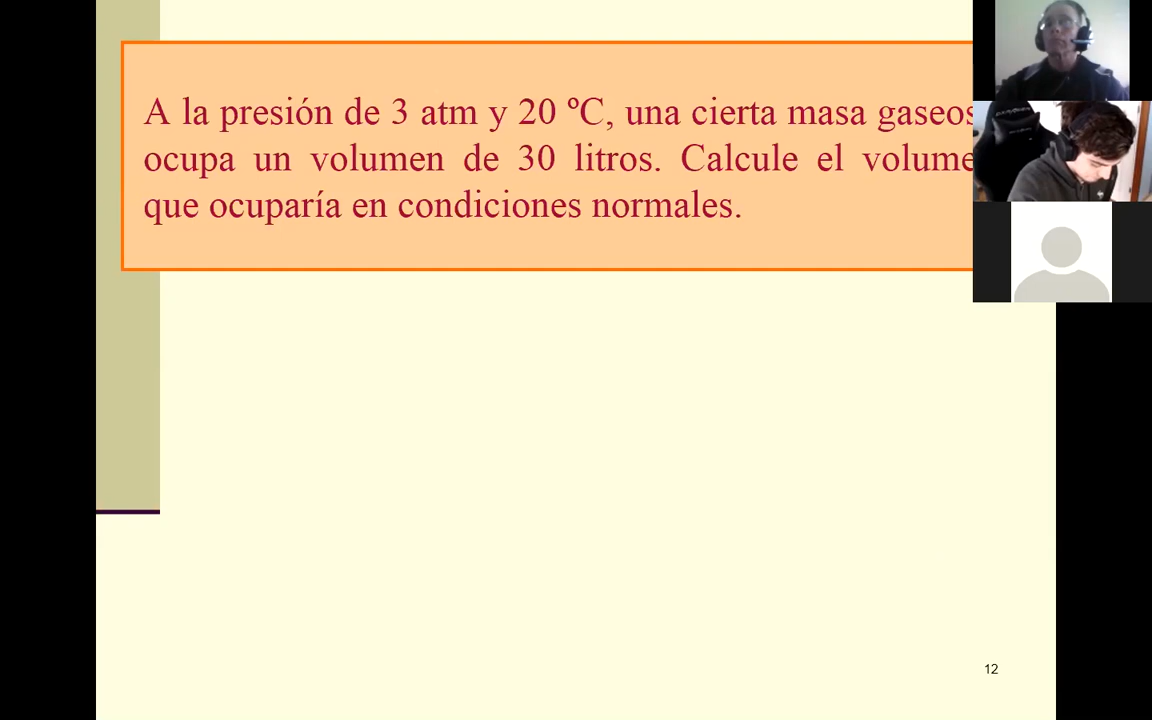 A la presión de 3 atm y 20 ºC, una cierta masa gaseos
ocupa un volumen de 30 litros. Calcule el volume
que ocuparía en condiciones normales.
12